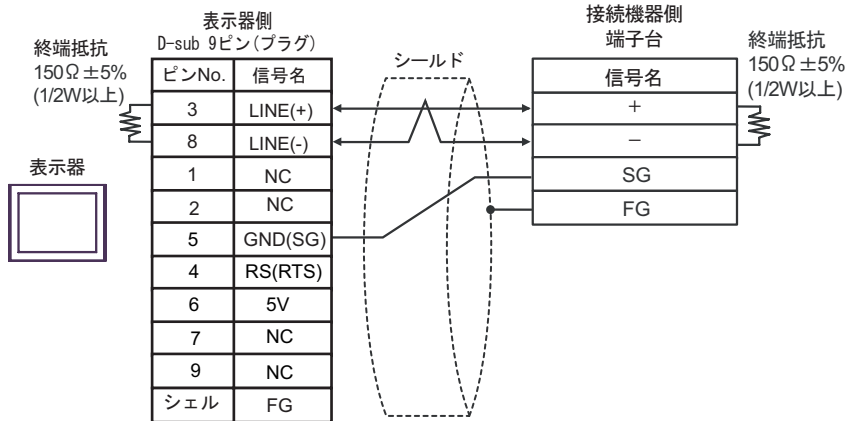 表示器側
D-sub 9ピン(プラグ)
接続機器側
端子台
終端抵抗
150Ω±5%
(1/2W以上)
シールド
終端抵抗
150Ω±5%
(1/2W以上)
ピンNo. 信号名
3 LINE(+)
8 LINE(-)
1 NC
2 NC
5 GND(SG)
4 RS(RTS)
6 5V
7 NC
9 NC
シェル FG
信号名
+
−
SG
FG
表示器